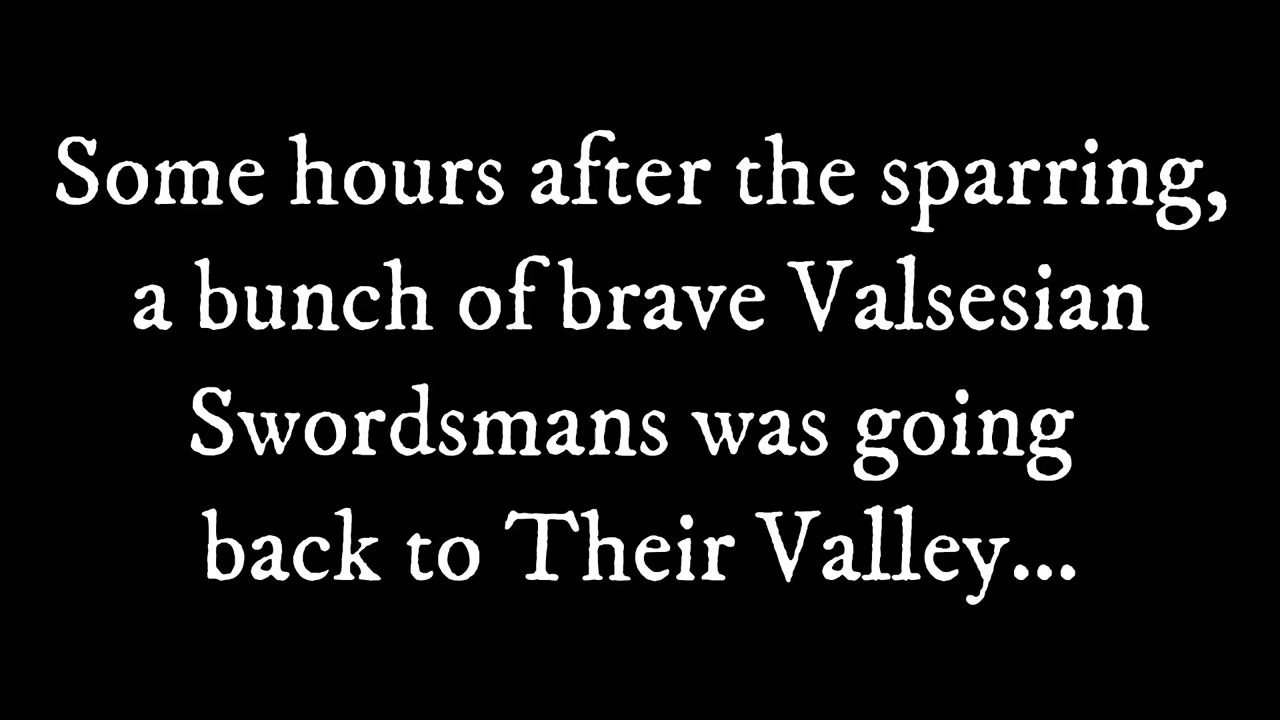 Some hours after the sparring,
a bunch of brave Valsesian
Swordsmans was going
back to Their Valley...